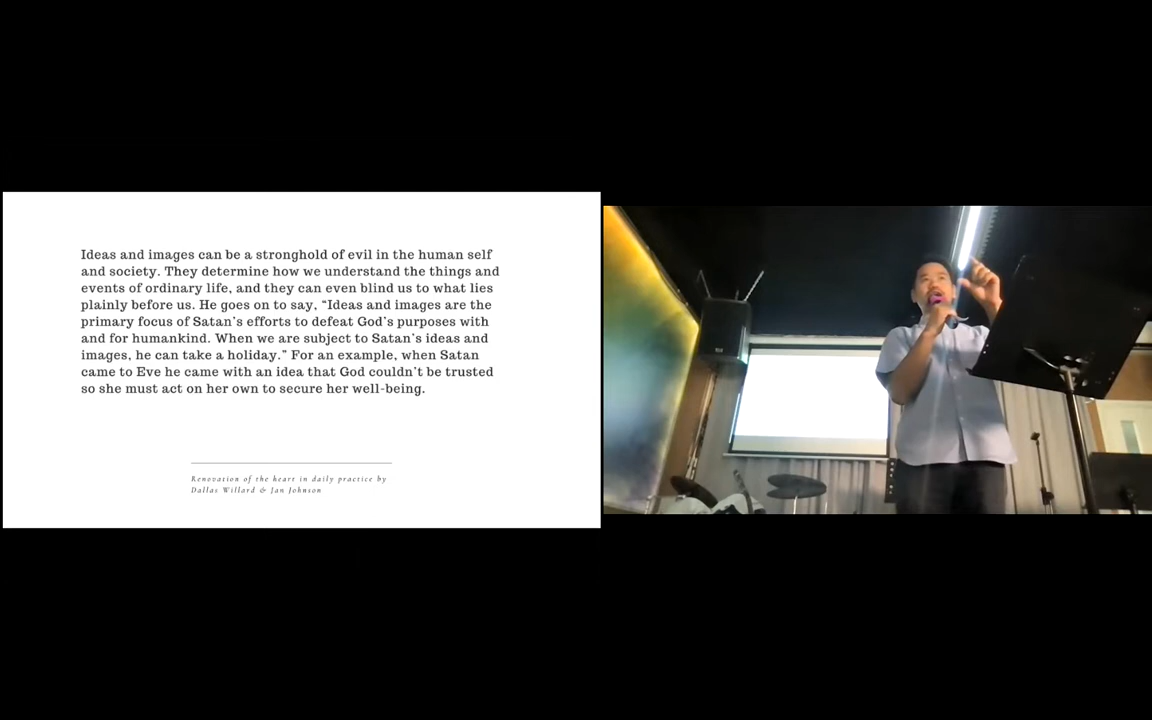 Ideas and images can be a stronghold of evil in the human self
and society. They determine how we understand the things and
events of ordinary life, and they can even blind us to what lies
plainly before us. He goes on to say, “Ideas and images are the
primary focus of Satan’s efforts to defeat God’s purposes with
and for humankind. When we are subject to Satan’s ideas and
images, he can take a holiday.” For an example, when Satan
came to Eve he came with an idea that God couldn’t be trusted
so she must act on her own to secure her well-being.
Renovation of the heart in daily practice by
Dallas Willard & Jan Johnson